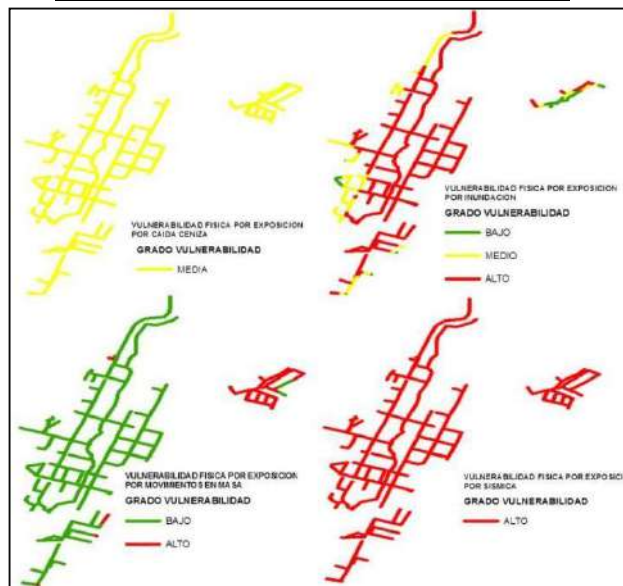 VULNERABILIDAD FISICA POR EXPOSICION
POR CAIDA CENIZA
GRADO VULNERABILIDAD
MEDIA
VULNERABILIDAD FISICA POR EXPOSICION
POR INUNDACION
GRADO VULNERABILIDAD
BAJO
MEDIO
ALTO
VULNERABILIDAD FISICA POR EXPOSICION
POR MOVIMIENTOS EN MASA
GRADO VULNERABILIDAD
BAJO
ALTO
VULNERABILIDAD FISICA POR EXPOSICI
POR SISMICA
GRADO VULNERABILIDAD
ALTO